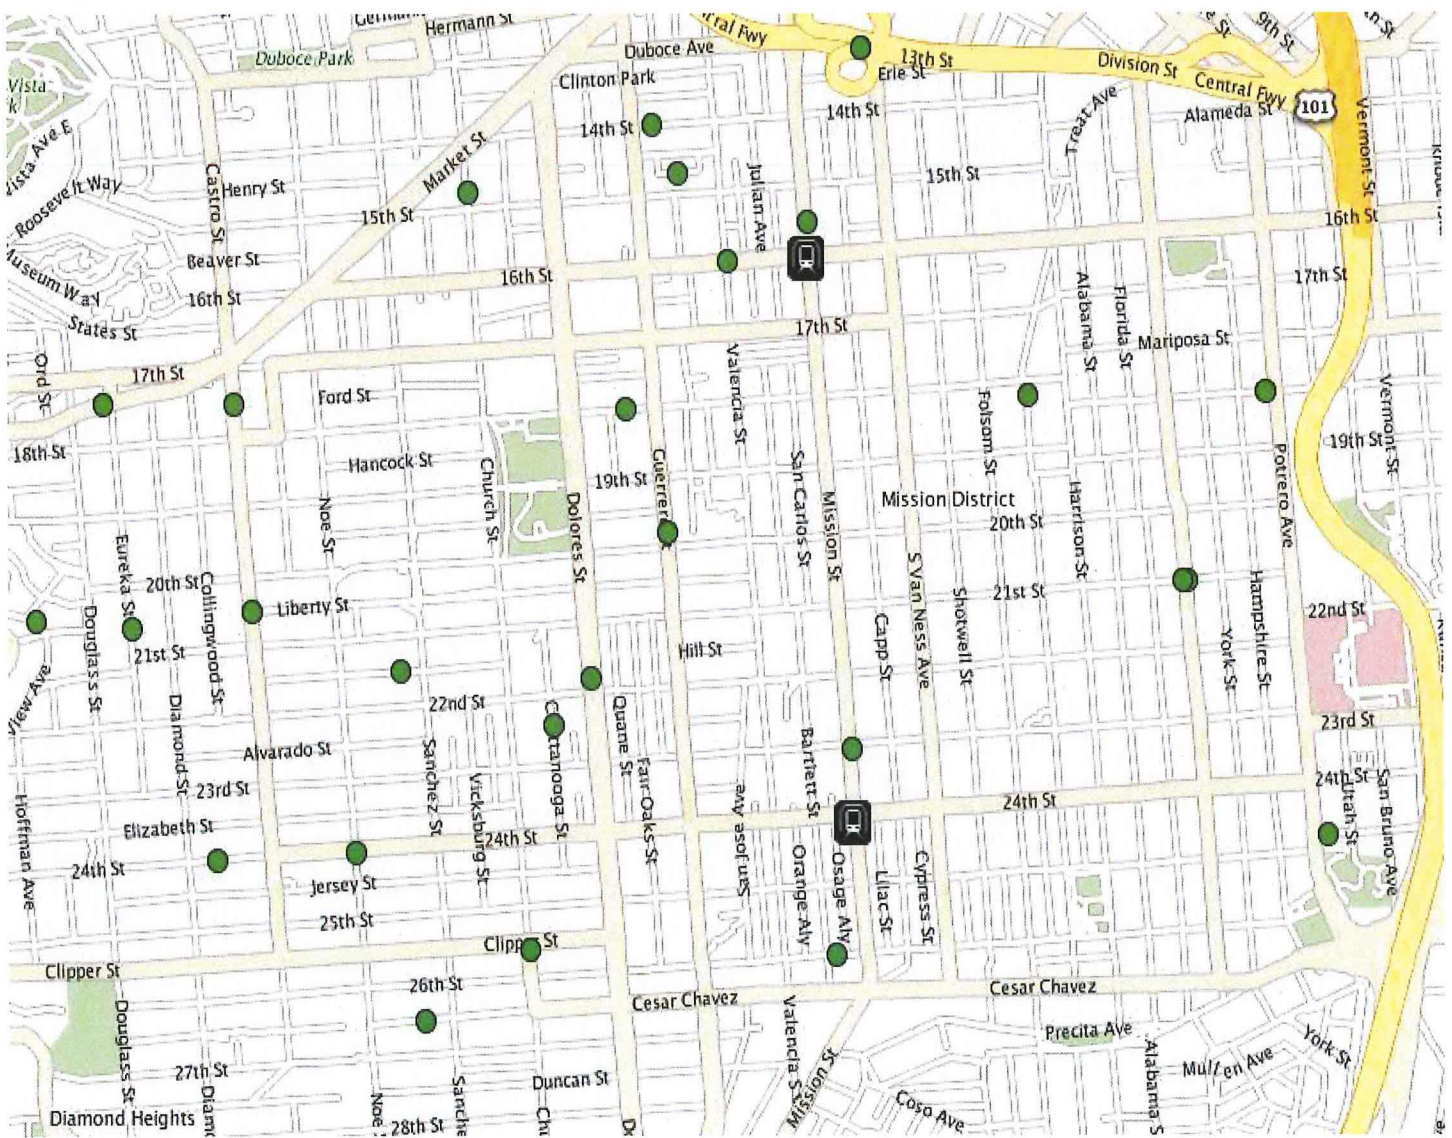 Hermann St
Central Fwy
Duboce Ave
9th St
Duboce Park
13th St
Division St
Erie St
Clinton Park
Central Fwy
Vista
101
14th St
Alameda St
Treat Ave
14th St
Vermont St
Vista Ave E
Market St
Julian Ave
15th St
Roosevelt Way
Henry St
Castro St
15th St
16th St
Beaver St
Museum Way
16th St
16th St
17th St
States St
17th St
Alabama St
Florida St
Mariposa St
Ord St
17th St
Valencia St
Ford St
Folsom St
Vermont St
18th St
Hancock St
19th St
19th St
Church St
Guerrero St
San Carlos St
Mission St
Mission District
Potrero Ave
Noe St
Dolores St
20th St
Harrison St
Eureka St
20th St
Collingwood St
Liberty St
S Van Ness Ave
Shotwell St
21st St
Hampshire St
22nd St
Douglass St
21st St
Hill St
Capp St
York St
View Ave
Diamond St
22nd St
Quane St
23rd St
Alvarado St
Sanchez St
Chattanooga St
Bartlett St
23rd St
Vicksburg St
Fair Oaks St
San Jose Ave
24th St
24th St
Utah St
San Bruno Ave
Hoffman Ave
Elizabeth St
24th St
24th St
Jersey St
Orange Aly
Osage Aly
Lilac St
Cypress St
25th St
Clipper St
Clipper St
26th St
Cesar Chavez
Cesar Chavez
Douglass St
Valencia S
Precita Ave
York St
27th St
Alabama S
Mullen Ave
Duncan St
Mission St
Diamond Heights
Noe
28th St
Coso Ave